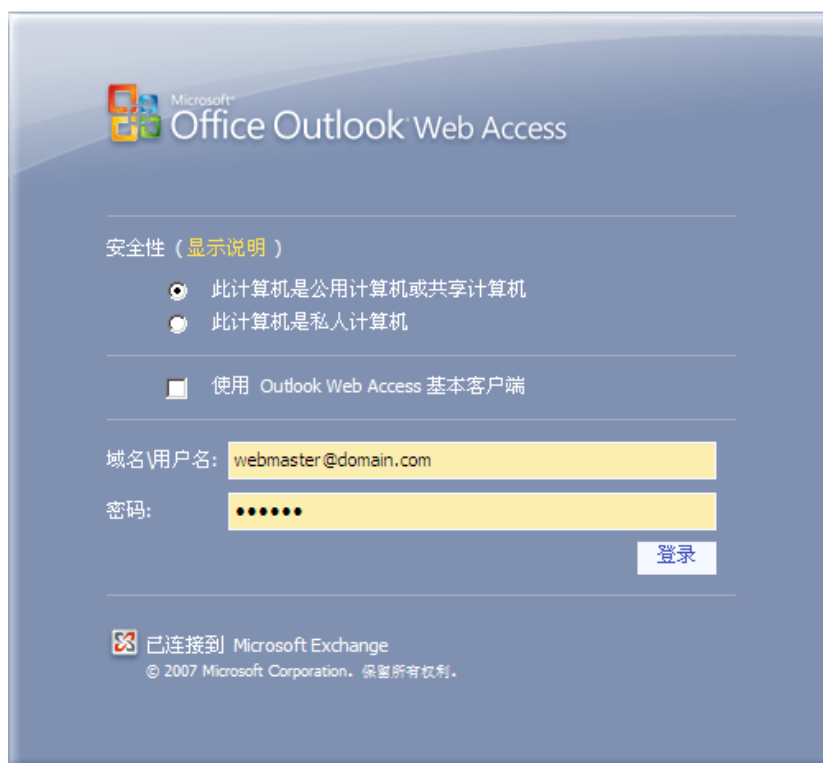 Microsoft®
Office Outlook® Web Access
安全性 ( 显示说明 )
此计算机是公用计算机或共享计算机
此计算机是私人计算机
使用 Outlook Web Access 基本客户端
域名\用户名: webmaster@domain.com
密码: ●●●●●●
登录
已连接到 Microsoft Exchange
© 2007 Microsoft Corporation。保留所有权利。